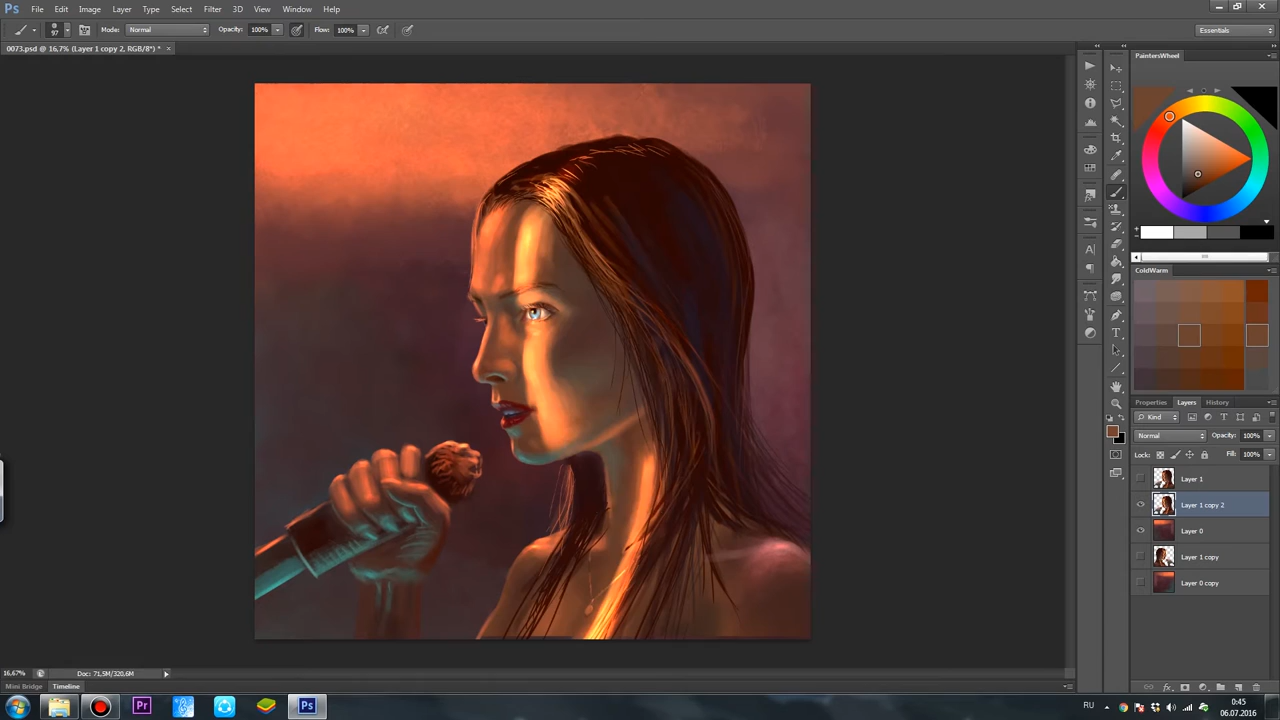 Ps File Edit Image Layer Type Select Filter 3D View Window Help
97 Mode: Normal Opacity: 100% Flow: 100% Essentials
0073.psd @ 16,7% (Layer 1 copy 2, RGB/8*) * ×
PaintersWheel
ColdWarm
Properties Layers History
Kind
Normal Opacity: 100%
Lock: Fill: 100%
Layer 1
Layer 1 copy 2
Layer 0
Layer 1 copy
Layer 0 copy
16,67% Doc: 71,5M/320,6M
Mini Bridge Timeline
Pr Ps RU 0:45
06.07.2016